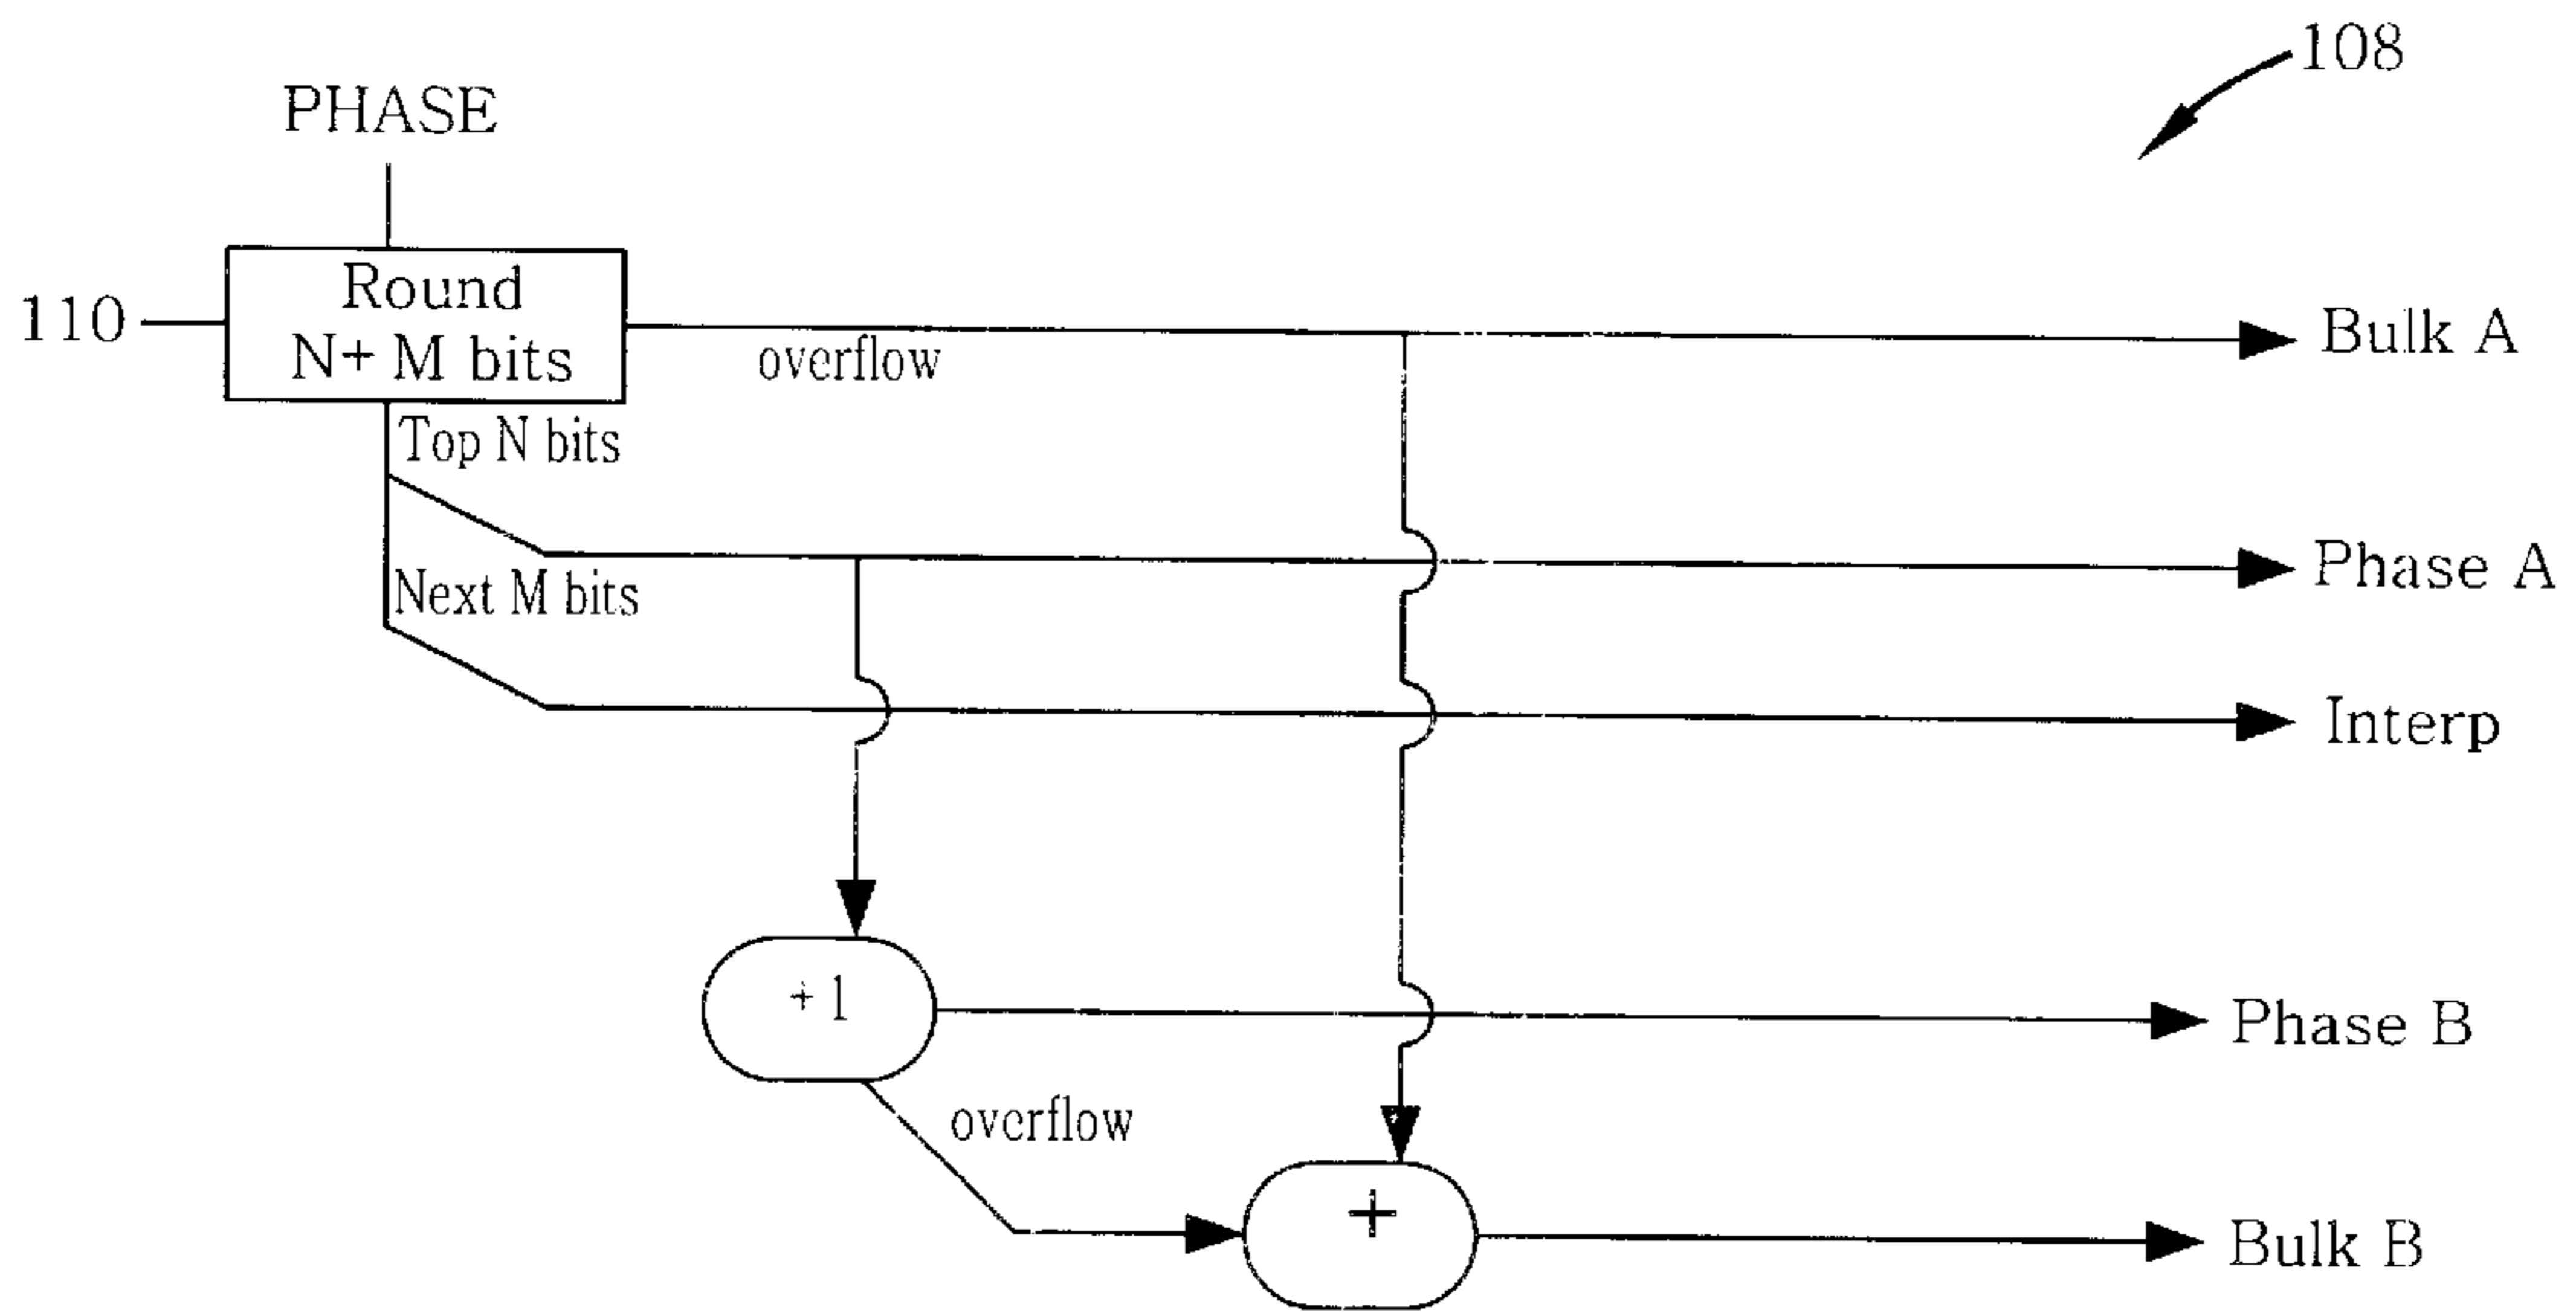 108
PHASE
Round
N+ M bits
110
overflow
Bulk A
Top N bits
Phase A
Next M bits
Interp
+ 1
Phase B
overflow
+
Bulk B